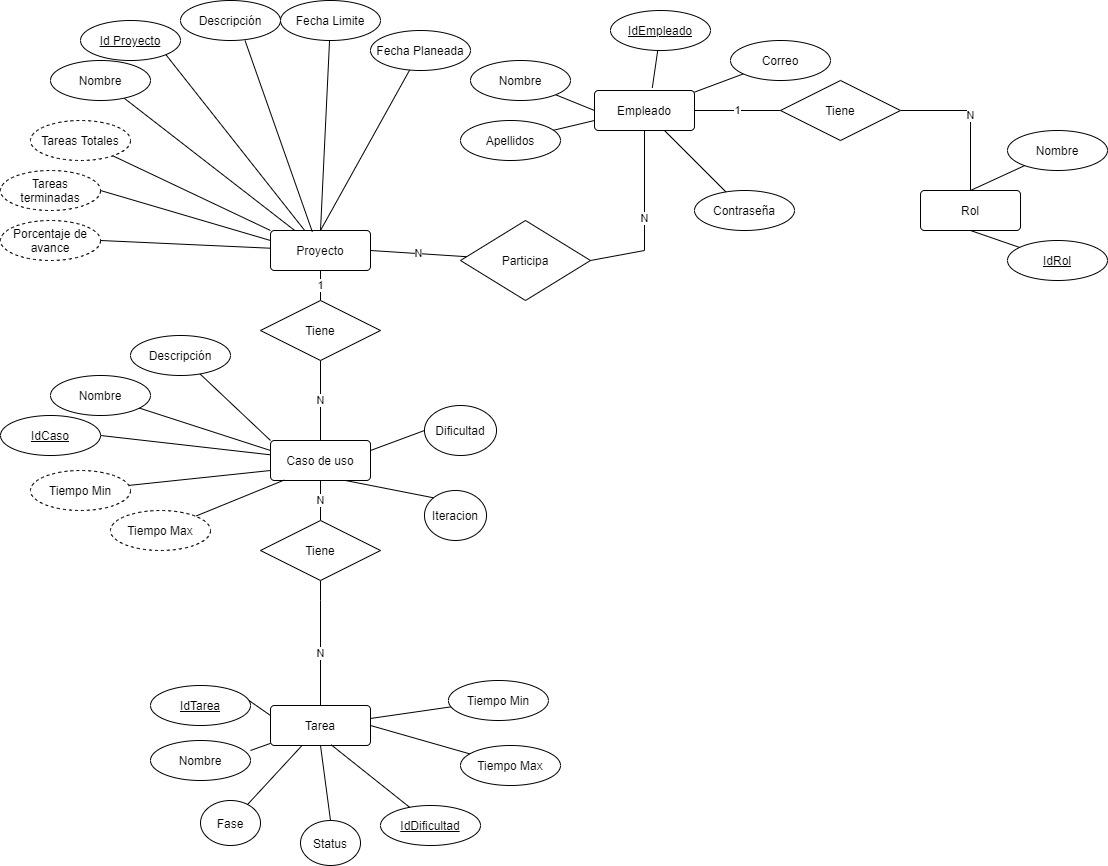 Descripción
Fecha Limite
Id Proyecto
Fecha Planeada
Nombre
Tareas Totales
Tareas
terminadas
Porcentaje de
avance
Proyecto
N
Participa
N
IdEmpleado
Correo
Nombre
Empleado
Apellidos
Contraseña
1
Tiene
N
Nombre
Rol
IdRol
1
Tiene
N
Descripción
Nombre
IdCaso
Caso de uso
Dificultad
Tiempo Min
Tiempo Max
Iteracion
N
Tiene
N
IdTarea
Tiempo Min
Tarea
Nombre
Tiempo Max
Fase
Status
IdDificultad